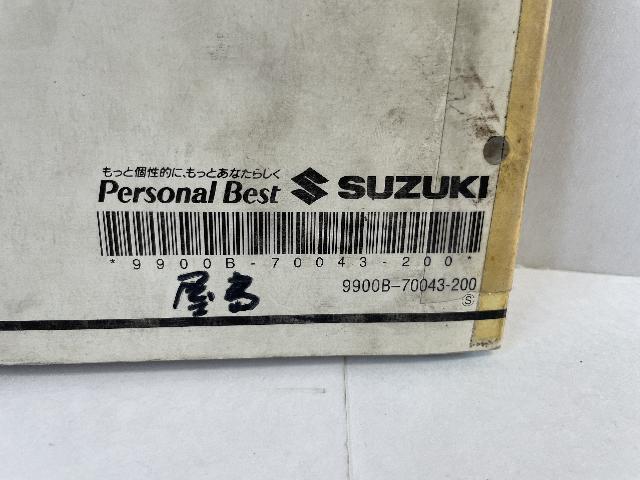 もっと個性的に、もっとあなたらしく
Personal Best SUZUKI
*9900B-70043-200*
屋島
9900B-70043-200
S